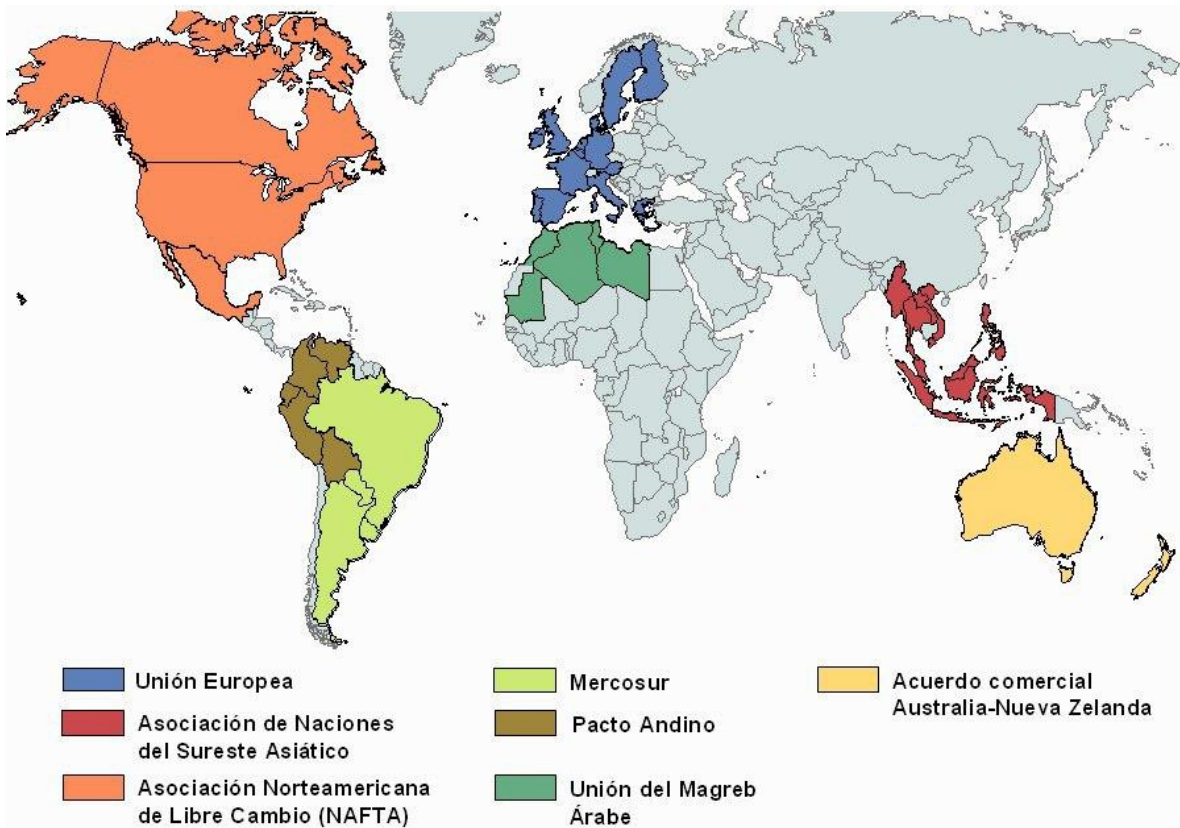 Unión Europea
Asociación de Naciones
del Sureste Asiático
Asociación Norteamericana
de Libre Cambio (NAFTA)
Mercosur
Pacto Andino
Unión del Magreb
Árabe
Acuerdo comercial
Australia-Nueva Zelanda